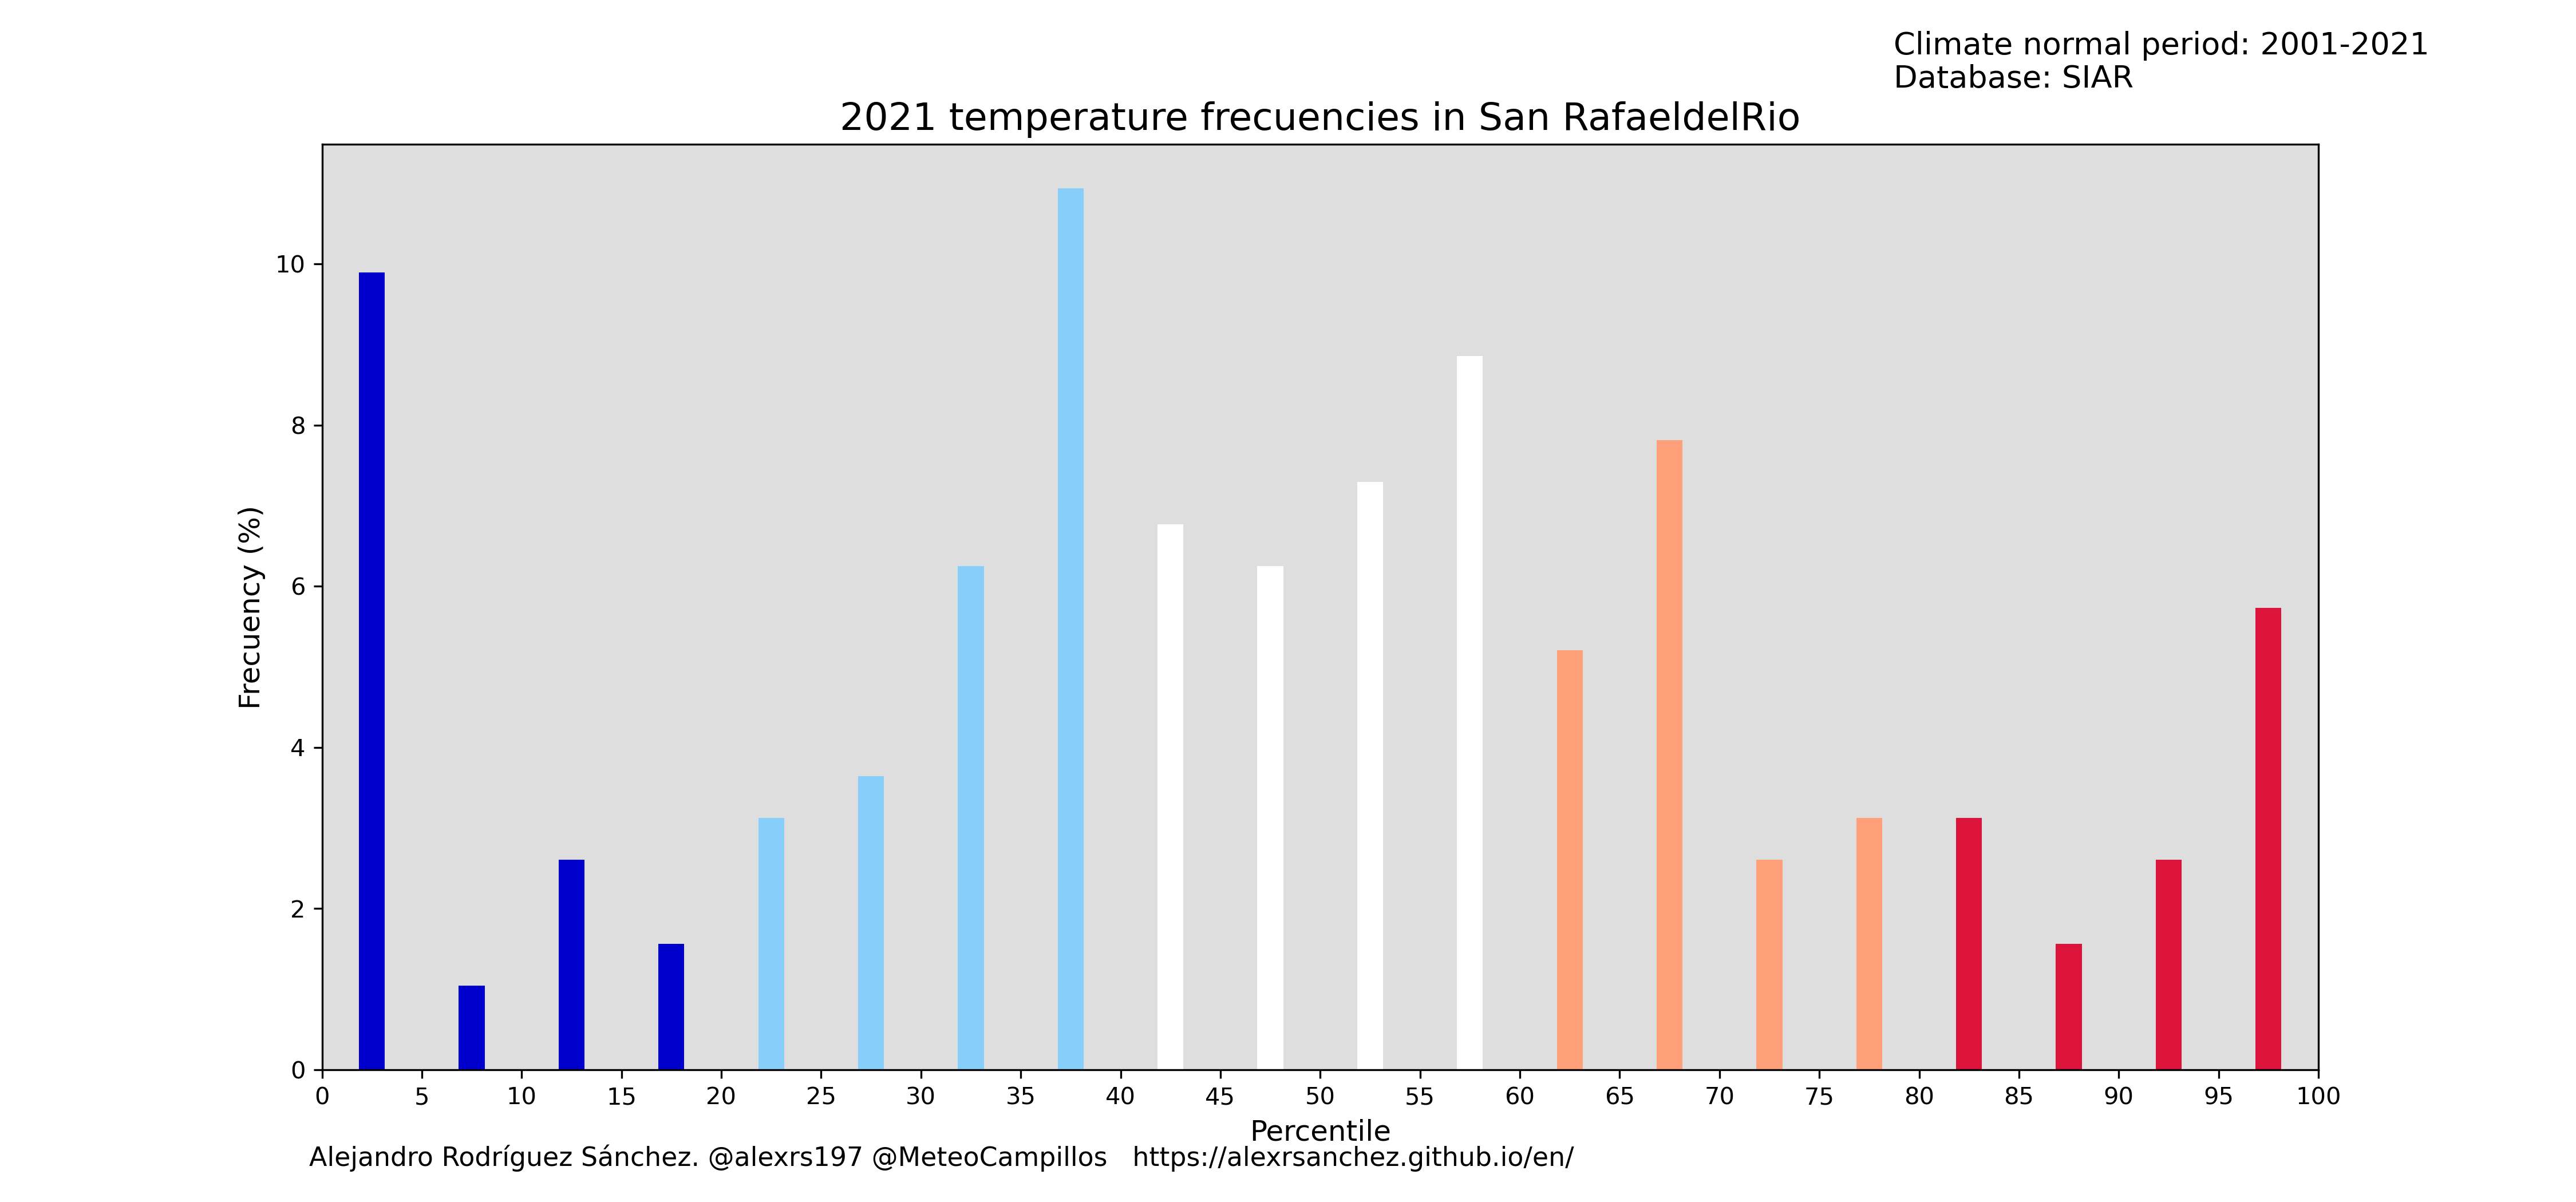 Climate normal period: 2001-2021
Database: SIAR
2021 temperature frecuencies in San RafaeldelRio
10
8
6
4
2
0
Frecuency (%)
0 5 10 15 20 25 30 35 40 45 50 55 60 65 70 75 80 85 90 95 100
Percentile
Alejandro Rodríguez Sánchez. @alexrs197 @MeteoCampillos https://alexrsanchez.github.io/en/